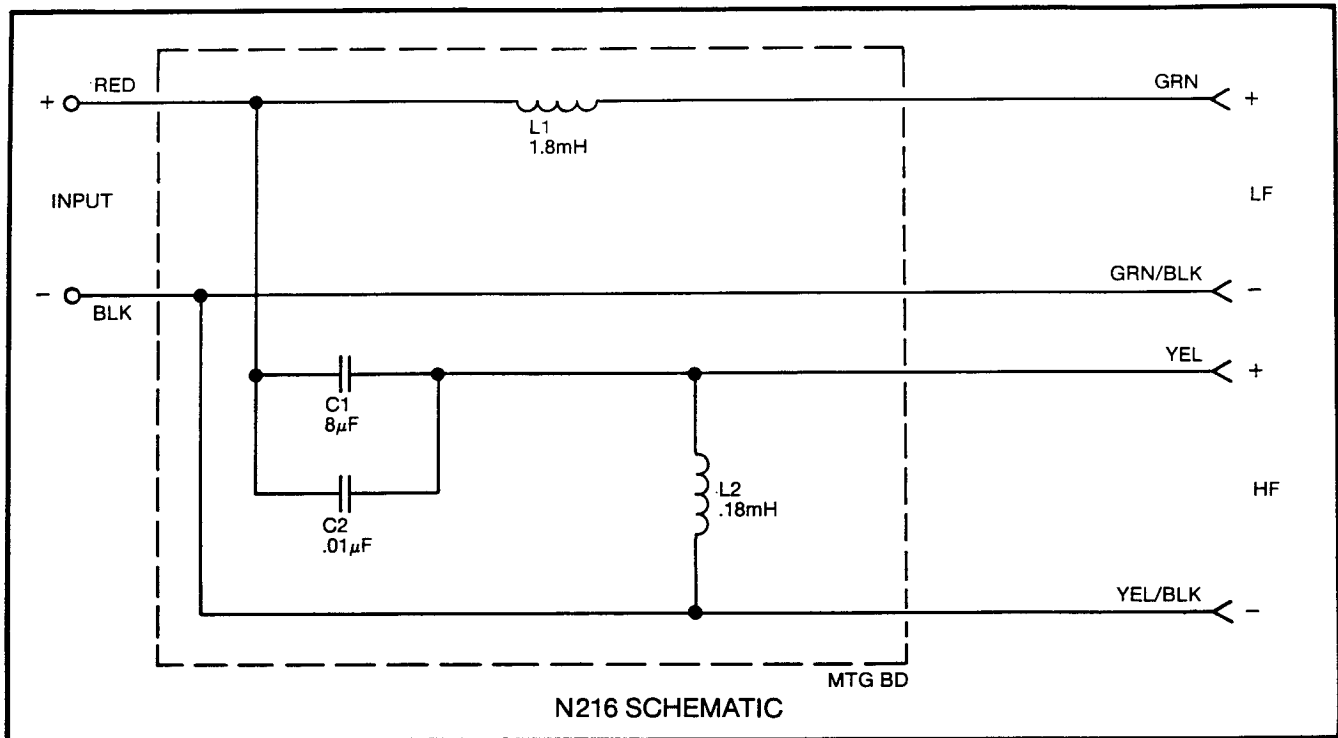 + RED
L1
1.8mH
GRN +
INPUT
LF
- BLK
GRN/BLK -
YEL +
C1
8μF
C2
.01μF
L2
.18mH
HF
YEL/BLK -
MTG BD
N216 SCHEMATIC